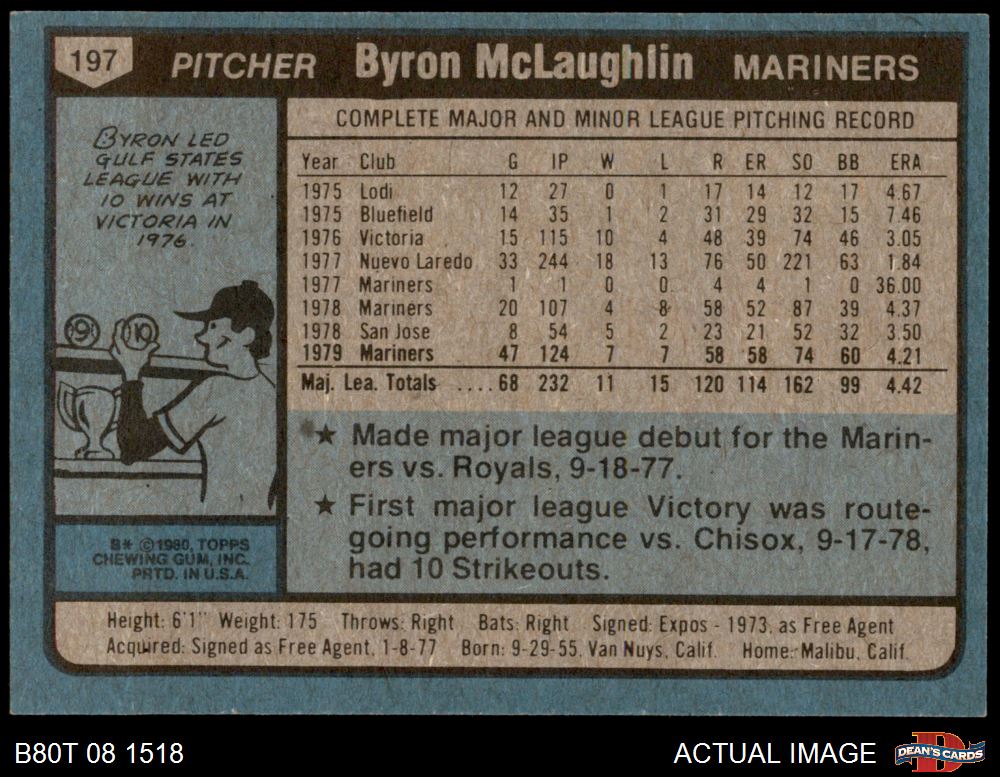 197 PITCHER Byron McLaughlin MARINERS
BYRON LED
GULF STATES
LEAGUE WITH
10 WINS AT
VICTORIA IN
1976.
9 10
COMPLETE MAJOR AND MINOR LEAGUE PITCHING RECORD
Year Club G IP W L R ER SO BB ERA
1975 Lodi 12 27 0 1 17 14 12 17 4.67
1975 Bluefield 14 35 1 2 31 29 32 15 7.46
1976 Victoria 15 115 10 4 48 39 74 46 3.05
1977 Nuevo Laredo 33 244 18 13 76 50 221 63 1.84
1977 Mariners 1 1 0 0 4 4 1 0 36.00
1978 Mariners 20 107 4 8 58 52 87 39 4.37
1978 San Jose 8 54 5 2 23 21 52 32 3.50
1979 Mariners 47 124 7 7 58 58 74 60 4.21
Maj. Lea. Totals ....68 232 11 15 120 114 162 99 4.42
★ Made major league debut for the Marin-
ers vs. Royals, 9-18-77.
★ First major league Victory was route-
going performance vs. Chisox, 9-17-78,
had 10 Strikeouts.
B* ©1980, TOPPS
CHEWING GUM, INC.
PRTD. IN U.S.A.
Height: 6'1" Weight: 175 Throws: Right Bats: Right Signed: Expos - 1973, as Free Agent
Acquired: Signed as Free Agent, 1-8-77 Born: 9-29-55, Van Nuys, Calif. Home: Malibu, Calif.
B80T 08 1518 ACTUAL IMAGE D DEAN'S CARDS